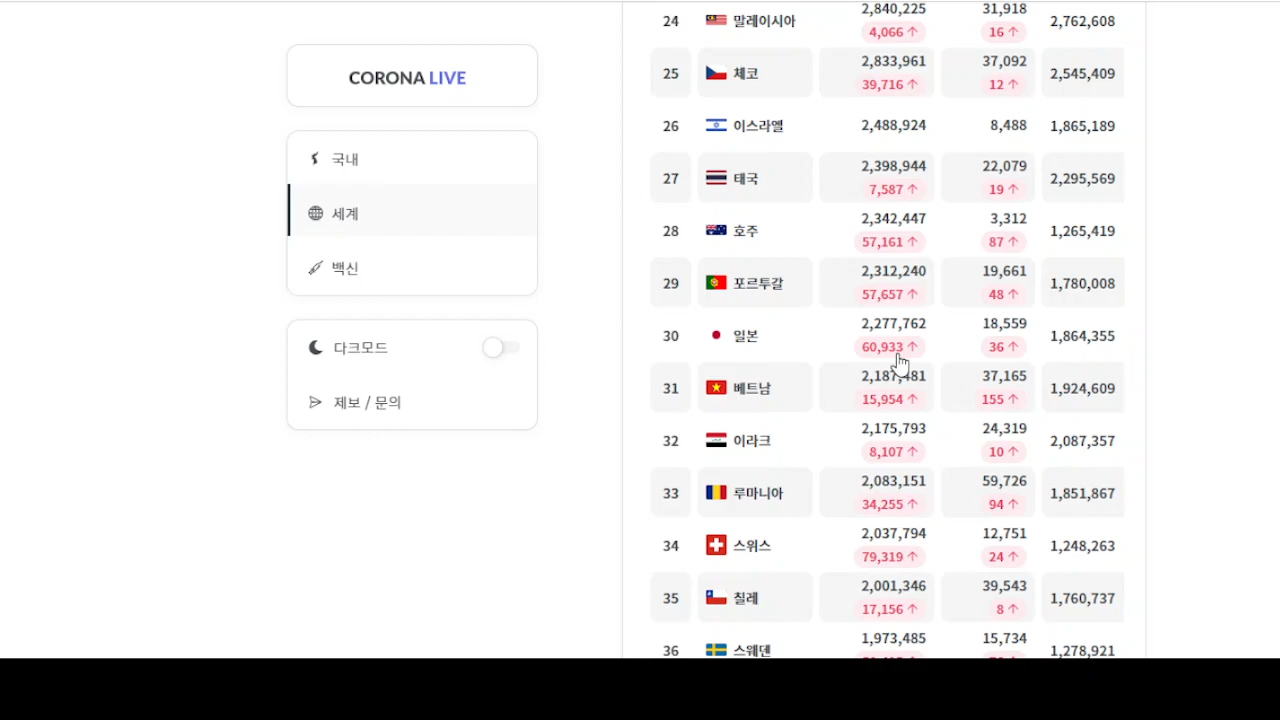 CORONA LIVE
국내
세계
백신
다크모드
제보 / 문의
24 말레이시아 2,840,225 31,918 2,762,608
4,066 ↑ 16 ↑
25 체코 2,833,961 37,092 2,545,409
39,716 ↑ 12 ↑
26 이스라엘 2,488,924 8,488 1,865,189
27 태국 2,398,944 22,079 2,295,569
7,587 ↑ 19 ↑
28 호주 2,342,447 3,312 1,265,419
57,161 ↑ 87 ↑
29 포르투갈 2,312,240 19,661 1,780,008
57,657 ↑ 48 ↑
30 일본 2,277,762 18,559 1,864,355
60,933 ↑ 36 ↑
31 베트남 2,187,481 37,165 1,924,609
15,954 ↑ 155 ↑
32 이라크 2,175,793 24,319 2,087,357
8,107 ↑ 10 ↑
33 루마니아 2,083,151 59,726 1,851,867
34,255 ↑ 94 ↑
34 스위스 2,037,794 12,751 1,248,263
79,319 ↑ 24 ↑
35 칠레 2,001,346 39,543 1,760,737
17,156 ↑ 8 ↑
36 스웨덴 1,973,485 15,734 1,278,921